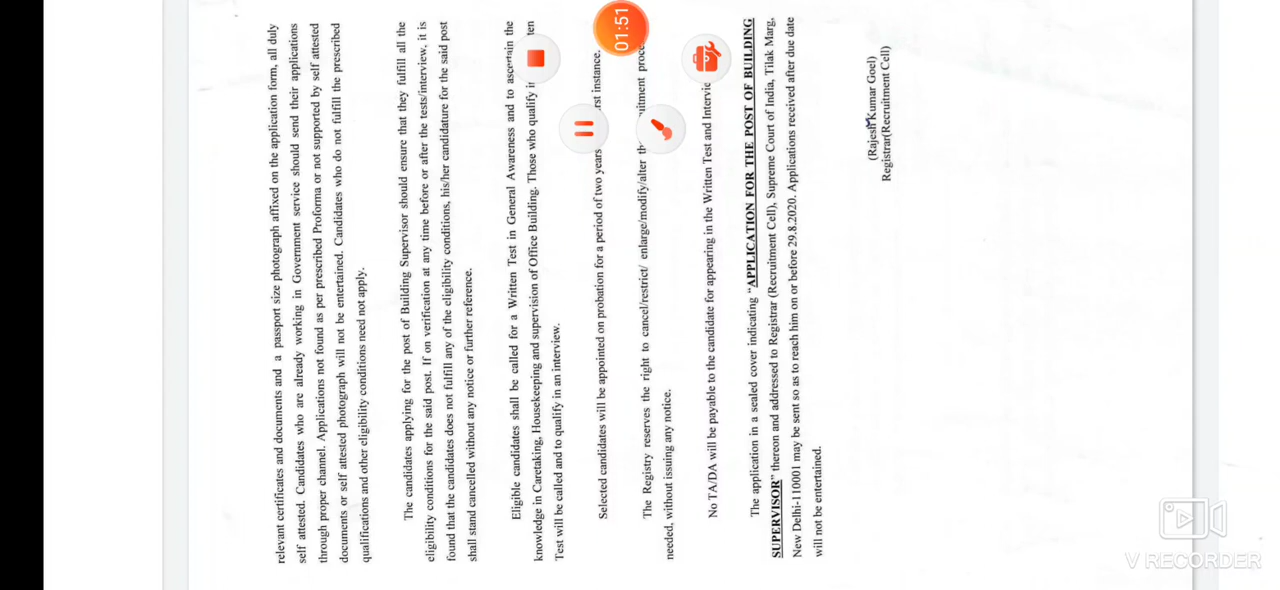 relevant certificates and documents and a passport size photograph affixed on the application form, all duly
self attested. Candidates who are already working in Government service should send their applications
through proper channel. Applications not found as per prescribed Proforma or not supported by self attested
documents or self attested photograph will not be entertained. Candidates who do not fulfill the prescribed
qualifications and other eligibility conditions need not apply.
The candidates applying for the post of Building Supervisor should ensure that they fulfill all the
eligibility conditions for the said post. If on verification at any time before or after the tests/interview, it is
found that the candidates does not fulfill any of the eligibility conditions, his/her candidature for the said post
shall stand cancelled without any notice or further reference.
Eligible candidates shall be called for a Written Test in General Awareness and to ascertain the
knowledge in Caretaking, Housekeeping and supervision of Office Building. Those who qualify
Test will be called and to qualify in an interview.
Selected candidates will be appointed on probation for a period of two years instance.
The Registry reserves the right to cancel/restrict/ enlarge/modify/alter
needed, without issuing any notice.
No TA/DA will be payable to the candidate for appearing in the Written Test and
The application in a sealed cover indicating "APPLICATION FOR THE POST OF BUILDING
SUPERVISOR" thereon and addressed to Registrar (Recruitment Cell), Supreme Court of India, Tilak Marg,
New Delhi-110001 may be sent so as to reach him on or before 29.8.2020. Applications received after due date
will not be entertained.
(Rajesh Kumar Goel)
Registrar(Recruitment Cell)
01:51
V RECORDER